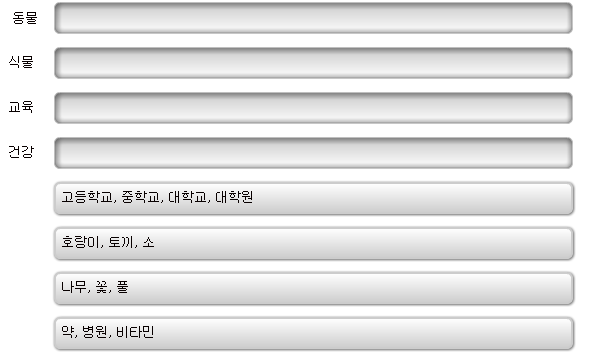 동물
식물
교육
건강
고등학교, 중학교, 대학교, 대학원
호랑이, 토끼, 소
나무, 꽃, 풀
약, 병원, 비타민